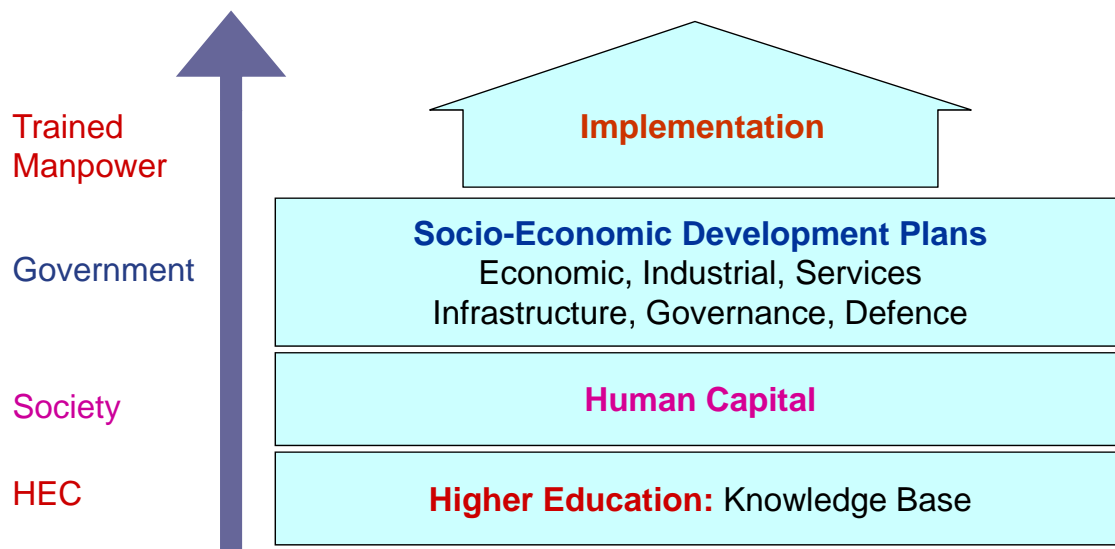 Trained
Manpower
Implementation
Government
Socio-Economic Development Plans
Economic, Industrial, Services
Infrastructure, Governance, Defence
Society
Human Capital
HEC
Higher Education: Knowledge Base